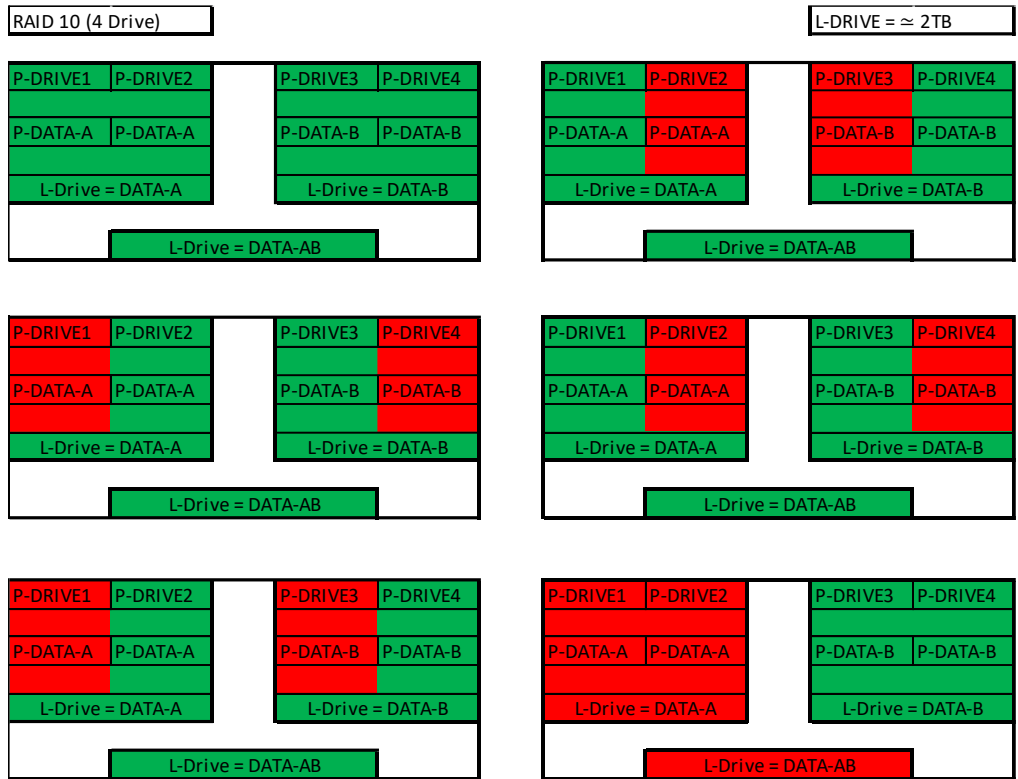 RAID 10 (4 Drive) L-DRIVE = ≃ 2TB
P-DRIVE1 P-DRIVE2 P-DRIVE3 P-DRIVE4
P-DATA-A P-DATA-A P-DATA-B P-DATA-B
L-Drive = DATA-A L-Drive = DATA-B
L-Drive = DATA-AB
P-DRIVE1 P-DRIVE2 P-DRIVE3 P-DRIVE4
P-DATA-A P-DATA-A P-DATA-B P-DATA-B
L-Drive = DATA-A L-Drive = DATA-B
L-Drive = DATA-AB
P-DRIVE1 P-DRIVE2 P-DRIVE3 P-DRIVE4
P-DATA-A P-DATA-A P-DATA-B P-DATA-B
L-Drive = DATA-A L-Drive = DATA-B
L-Drive = DATA-AB
P-DRIVE1 P-DRIVE2 P-DRIVE3 P-DRIVE4
P-DATA-A P-DATA-A P-DATA-B P-DATA-B
L-Drive = DATA-A L-Drive = DATA-B
L-Drive = DATA-AB
P-DRIVE1 P-DRIVE2 P-DRIVE3 P-DRIVE4
P-DATA-A P-DATA-A P-DATA-B P-DATA-B
L-Drive = DATA-A L-Drive = DATA-B
L-Drive = DATA-AB
P-DRIVE1 P-DRIVE2 P-DRIVE3 P-DRIVE4
P-DATA-A P-DATA-A P-DATA-B P-DATA-B
L-Drive = DATA-A L-Drive = DATA-B
L-Drive = DATA-AB